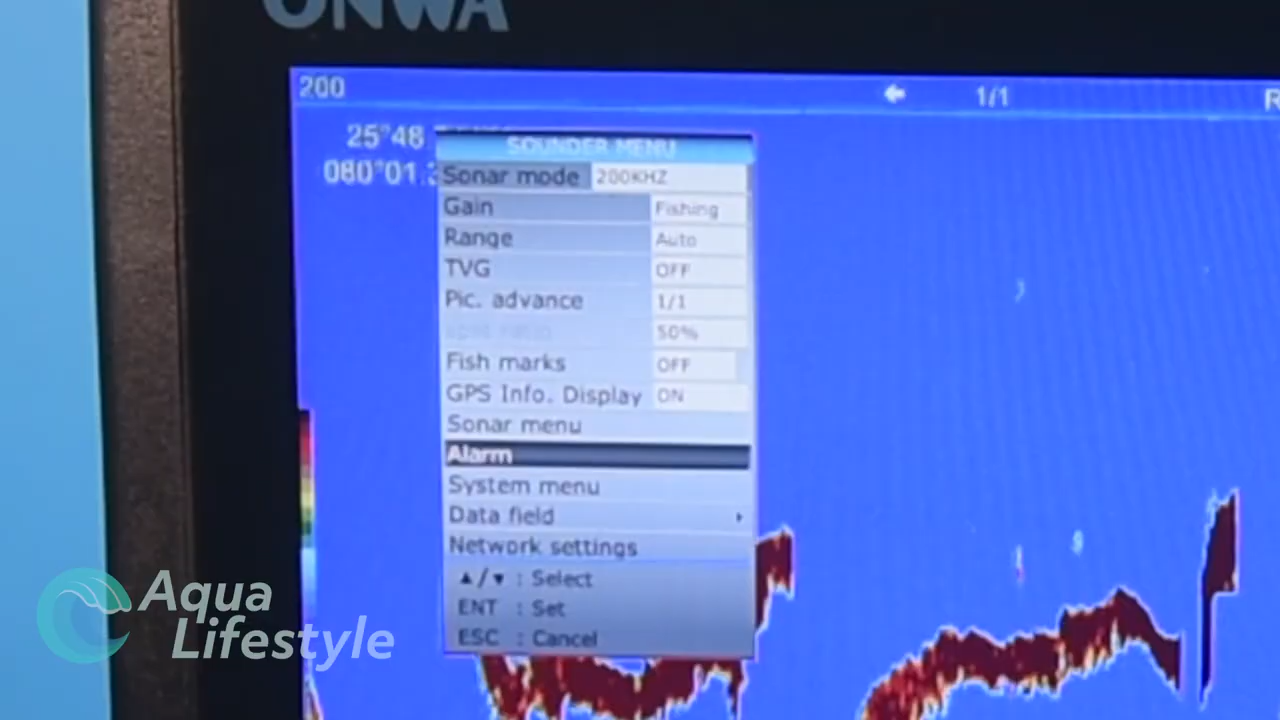 ONWA
200 1/1 R
25°48
080°01.3
SOUNDER MENU
Sonar mode 200KHZ
Gain Fishing
Range Auto
TVG OFF
Pic. advance 1/1
50%
Fish marks OFF
GPS Info. Display ON
Sonar menu
Alarm
System menu
Data field
Network settings
▲/▼ : Select
ENT : Set
ESC : Cancel
Aqua
Lifestyle